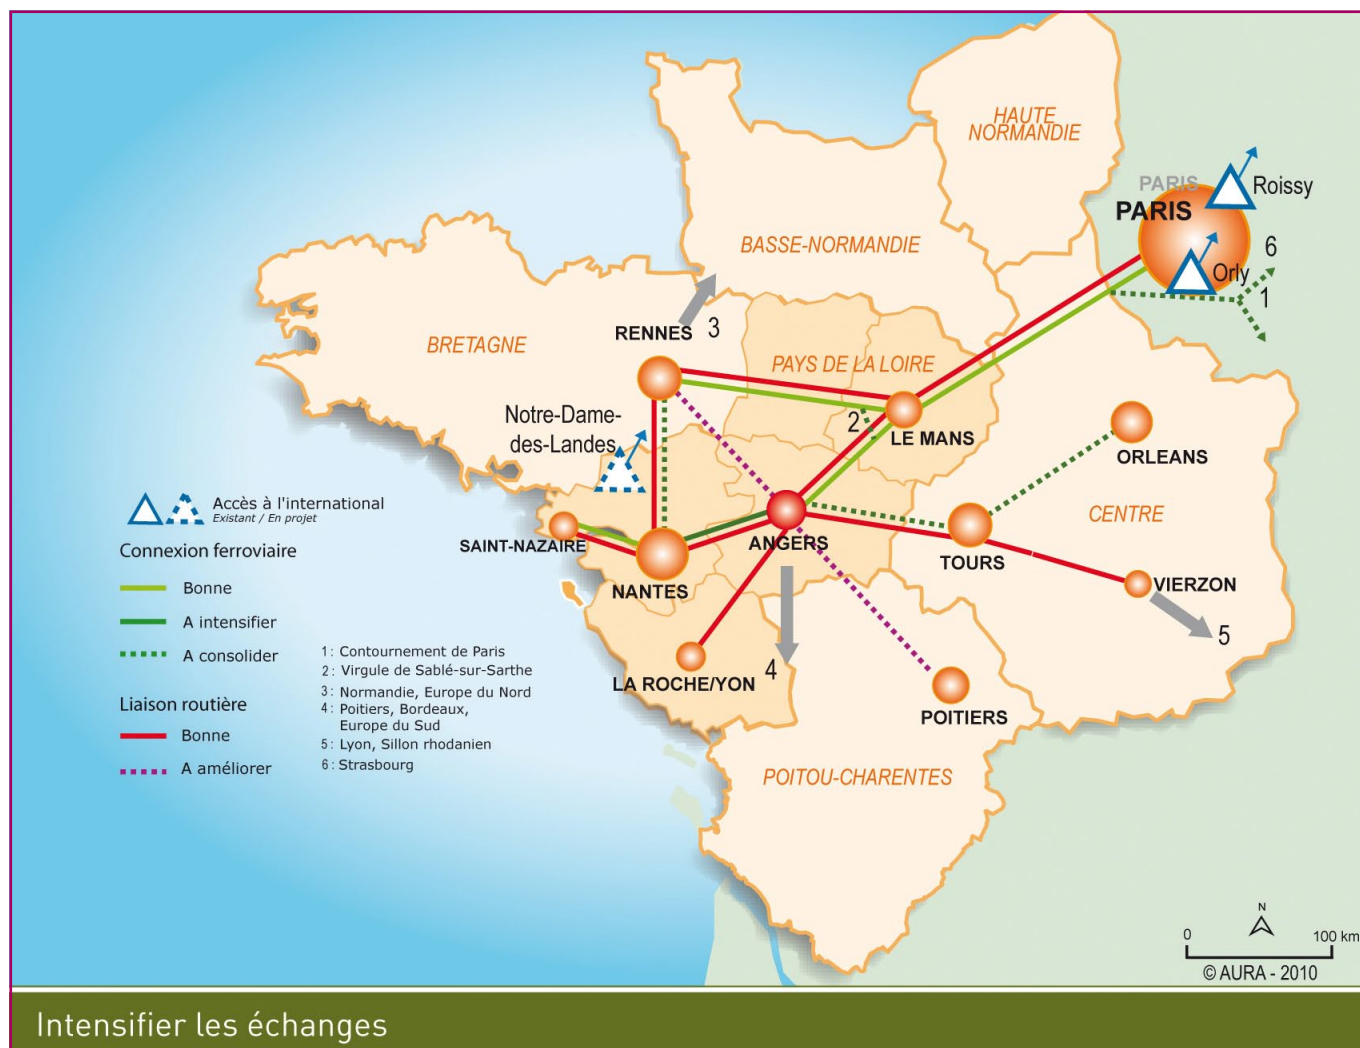 HAUTE
NORMANDIE
PARIS
PARIS
Roissy
BASSE-NORMANDIE
6
Orly
1
3
RENNES
BRETAGNE
PAYS DE LA LOIRE
Notre-Dame-
des-Landes
2
LE MANS
ORLEANS
CENTRE
SAINT-NAZAIRE
ANGERS
TOURS
NANTES
VIERZON
5
4
LA ROCHE/YON
POITIERS
POITOU-CHARENTES
Accès à l'international
Existant / En projet
Connexion ferroviaire
Bonne
A intensifier
A consolider
Liaison routière
Bonne
A améliorer
1 : Contournement de Paris
2 : Virgule de Sablé-sur-Sarthe
3 : Normandie, Europe du Nord
4 : Poitiers, Bordeaux,
Europe du Sud
5 : Lyon, Sillon rhodanien
6 : Strasbourg
N
0 100 km
© AURA - 2010
Intensifier les échanges